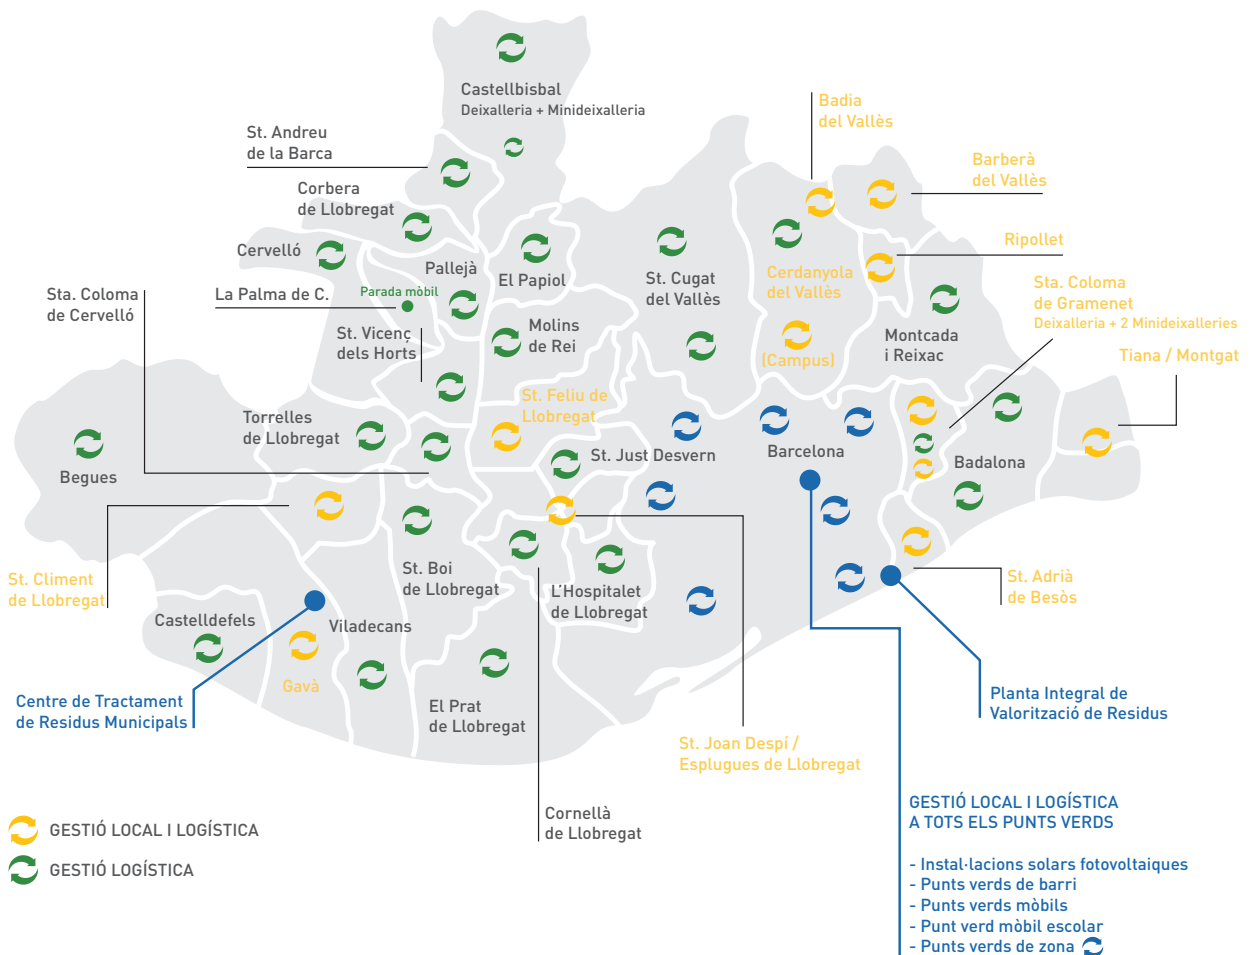 Castellbisbal
Deixalleria + Minideixalleria
St. Andreu
de la Barca
Corbera
de Llobregat
Cervelló
La Palma de C.
Parada mòbil
Pallejà
El Papiol
Sta. Coloma
de Cervelló
St. Vicenç
dels Horts
Molins
de Rei
St. Cugat
del Vallès
Badia
del Vallès
Barberà
del Vallès
Ripollet
Cerdanyola
del Vallès
(Campus)
Montcada
i Reixac
Sta. Coloma
de Gramenet
Deixalleria + 2 Minideixalleries
Tiana / Montgat
Torrelles
de Llobregat
St. Feliu de
Llobregat
Begues
St. Just Desvern
Barcelona
Badalona
St. Climent
de Llobregat
St. Boi
de Llobregat
L'Hospitalet
de Llobregat
St. Adrià
de Besòs
Castelldefels
Viladecans
Gavà
El Prat
de Llobregat
Centre de Tractament
de Residus Municipals
Planta Integral de
Valorització de Residus
St. Joan Despí /
Esplugues de Llobregat
Cornellà
de Llobregat
GESTIÓ LOCAL I LOGÍSTICA
GESTIÓ LOGÍSTICA
GESTIÓ LOCAL I LOGÍSTICA
A TOTS ELS PUNTS VERDS
- Instal·lacions solars fotovoltaiques
- Punts verds de barri
- Punts verds mòbils
- Punt verd mòbil escolar
- Punts verds de zona